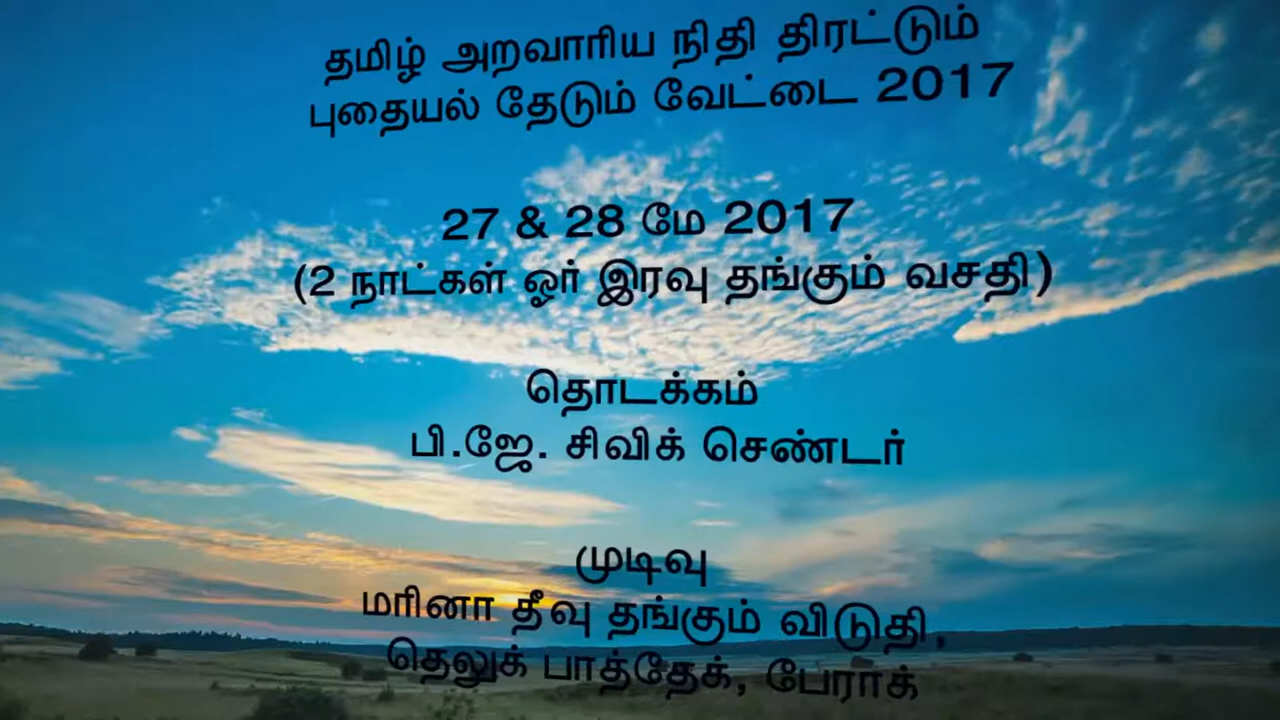 தமிழ் அறவாரிய நிதி திரட்டும்
புதையல் தேடும் வேட்டை 2017
27 & 28 மே 2017
(2 நாட்கள் ஓர் இரவு தங்கும் வசதி)
தொடக்கம்
பி.ஜே. சிவிக் செண்டர்
முடிவு
மரினா தீவு தங்கும் விடுதி,
தெலுக் பாத்தேக், பேராக்